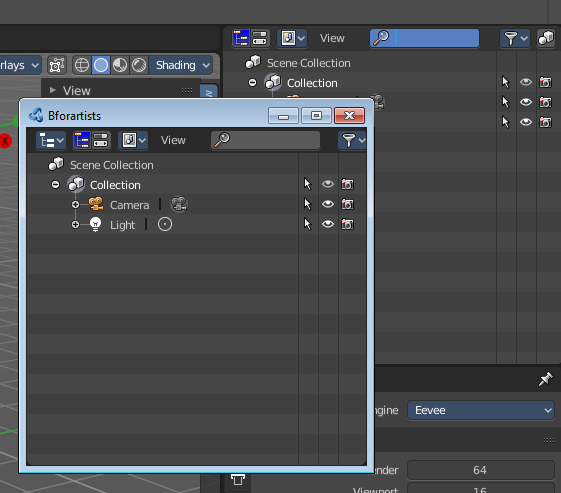 View
Scene Collection
rlays
Shading
Collection
View
Bforartists
View
Scene Collection
Collection
Camera
Light
ngine
Eevee
nder
64
Viewport
16